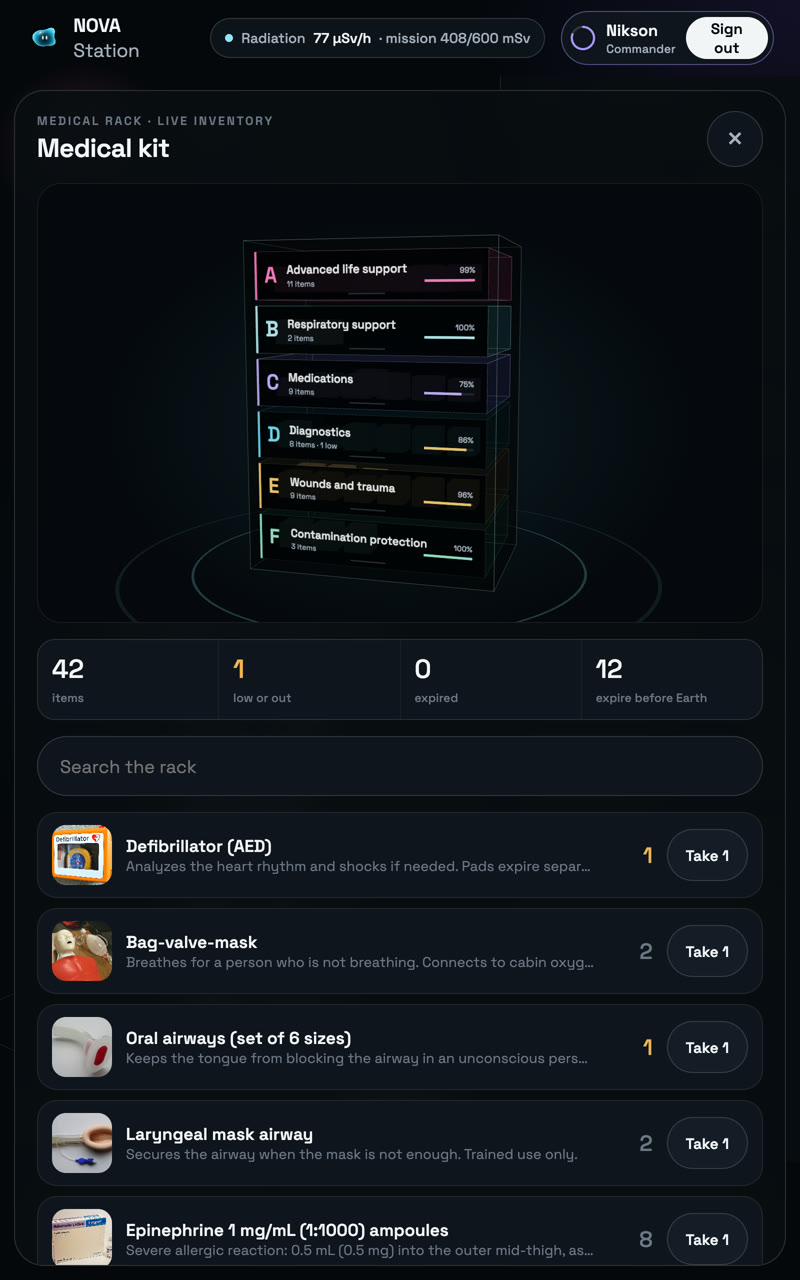 NOVA
Station
Radiation 77 µSv/h · mission 408/600 mSv
Nikson
Commander
Sign out
MEDICAL RACK · LIVE INVENTORY
Medical kit
✕
A Advanced life support 99%
11 items
B Respiratory support 100%
2 items
C Medications 75%
9 items
D Diagnostics 86%
8 items · 1 low
E Wounds and trauma 96%
9 items
F Contamination protection 100%
3 items
42 1 0 12
items low or out expired expire before Earth
Search the rack
Defibrillator
Defibrillator (AED)
Analyzes the heart rhythm and shocks if needed. Pads expire separ...
1 Take 1
Bag-valve-mask
Breathes for a person who is not breathing. Connects to cabin oxyg...
2 Take 1
Oral airways (set of 6 sizes)
Keeps the tongue from blocking the airway in an unconscious pers...
1 Take 1
Laryngeal mask airway
Secures the airway when the mask is not enough. Trained use only.
2 Take 1
Epinephrine 1 mg/mL (1:1000) ampoules
Severe allergic reaction: 0.5 mL (0.5 mg) into the outer mid-thigh, as...
8 Take 1